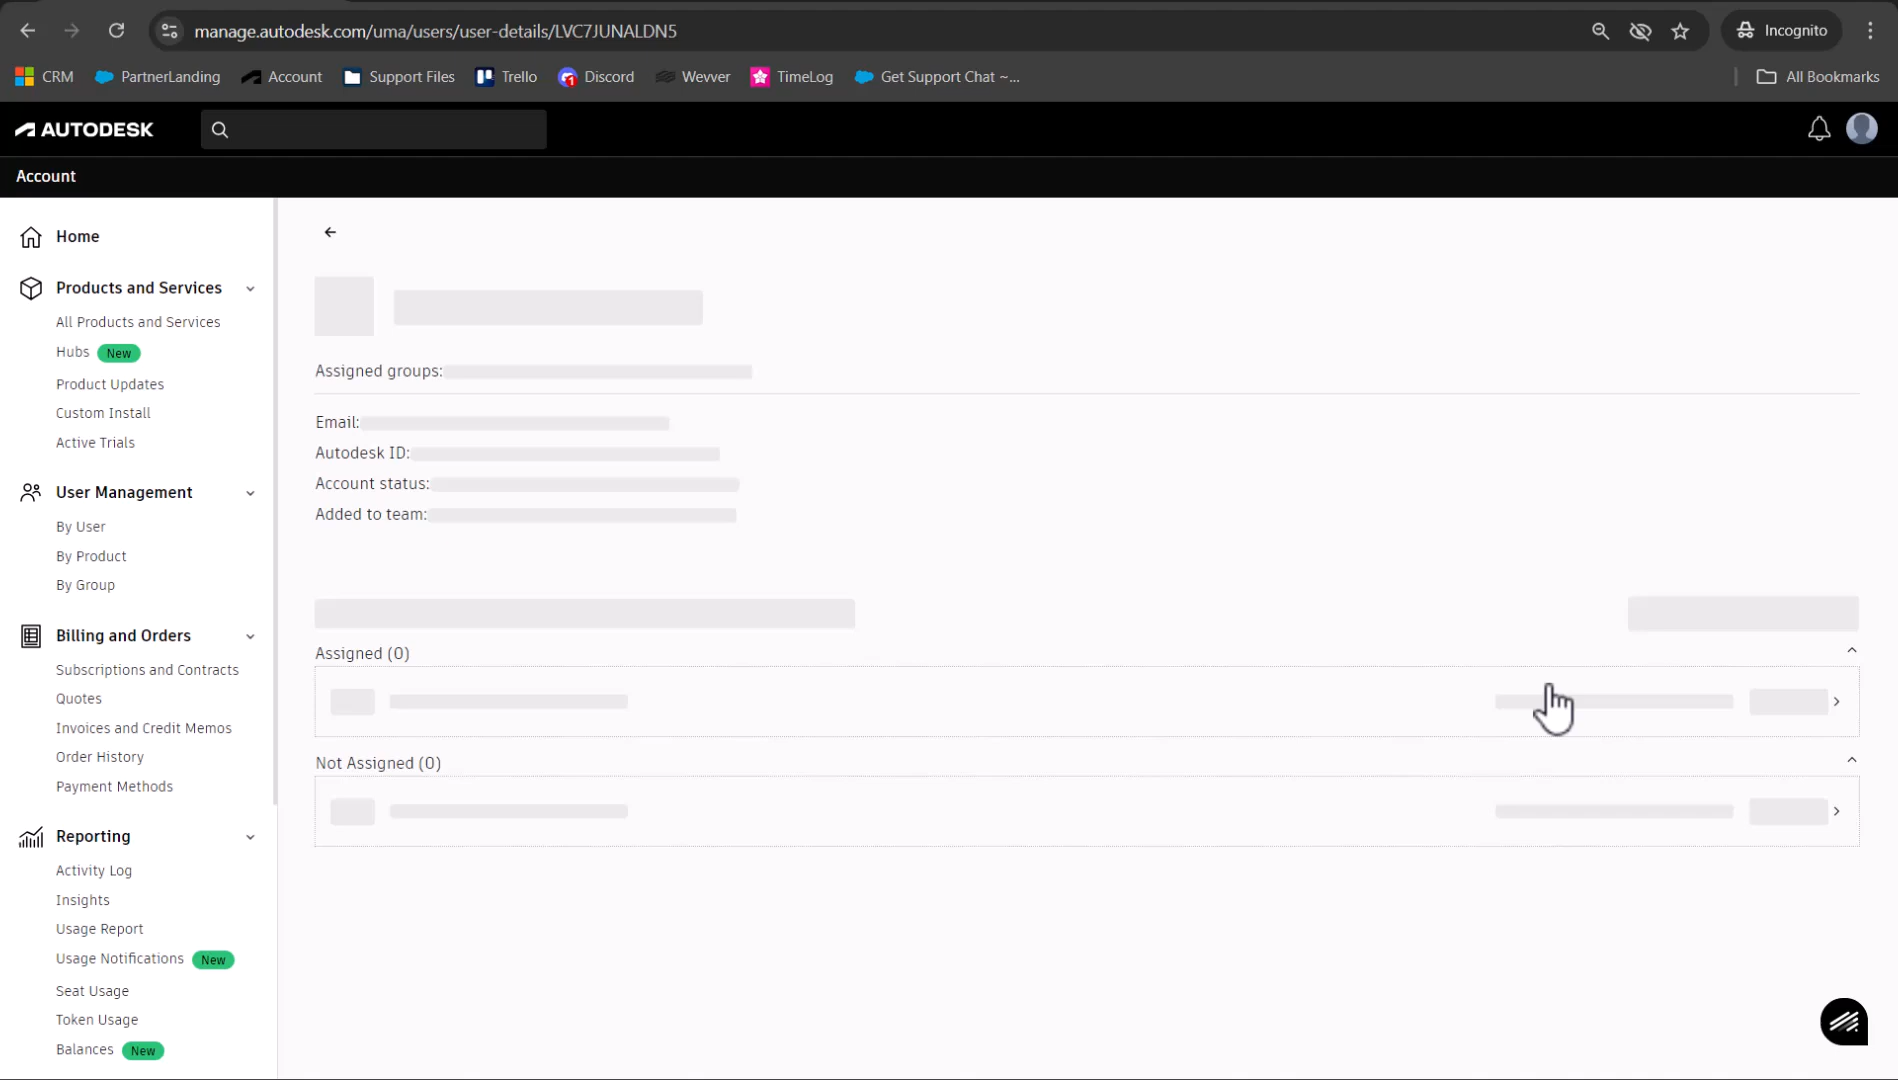 manage.autodesk.com/uma/users/user-details/LVC7JUNALDN5
Incognito
CRM
PartnerLanding
Account
Support Files
Trello
Discord
Wevver
TimeLog
Get Support Chat ~...
All Bookmarks
AUTODESK
Account
Home
Products and Services
All Products and Services
Hubs New
Product Updates
Custom Install
Active Trials
User Management
By User
By Product
By Group
Billing and Orders
Subscriptions and Contracts
Quotes
Invoices and Credit Memos
Order History
Payment Methods
Reporting
Activity Log
Insights
Usage Report
Usage Notifications New
Seat Usage
Token Usage
Balances New
Assigned groups:
Email:
Autodesk ID:
Account status:
Added to team:
Assigned (0)
Not Assigned (0)